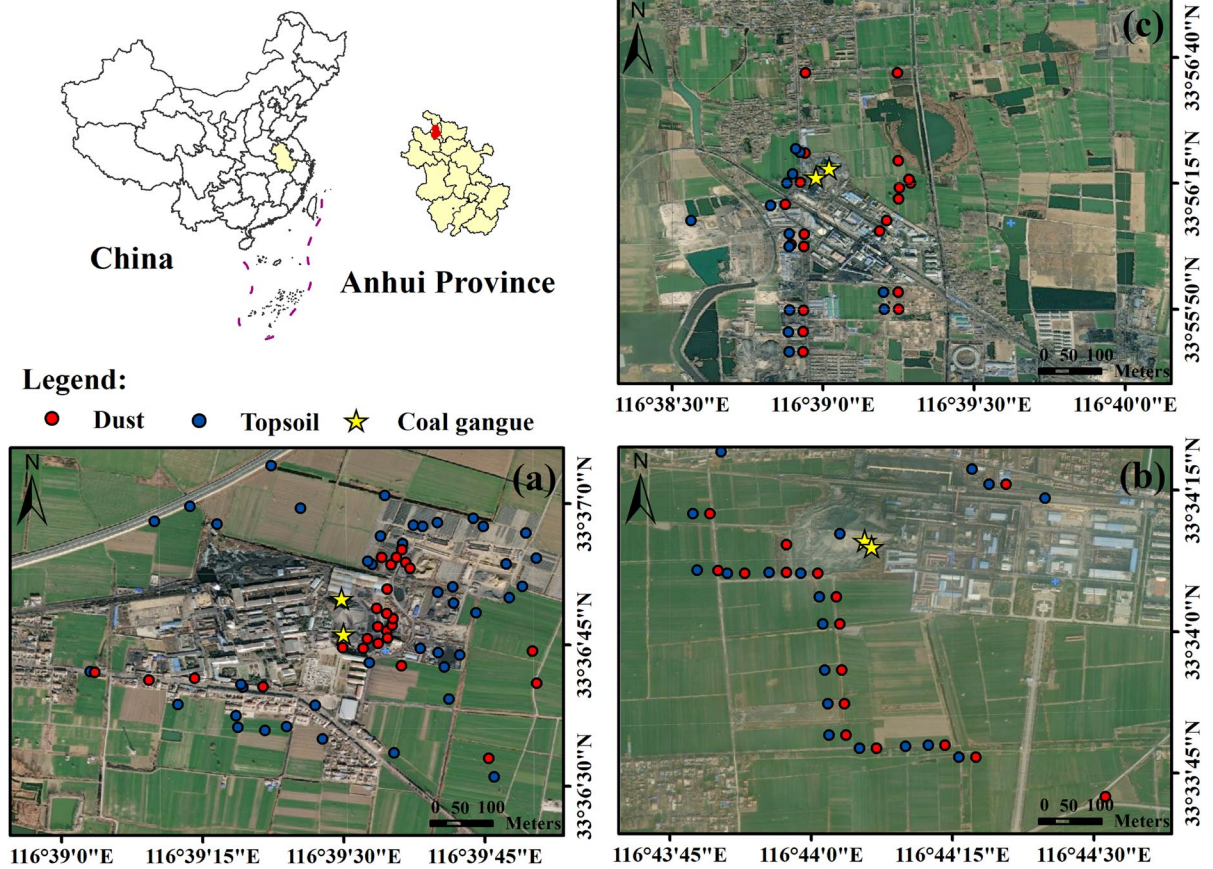 China
Anhui Province
Legend:
Dust
Topsoil
Coal gangue
N
(c)
33°56'40"N
33°56'15"N
33°55'50"N
0 50 100
Meters
116°38'30"E
116°39'0"E
116°39'30"E
116°40'0"E
N
(a)
33°37'0"N
33°36'45"N
33°36'30"N
0 50 100
Meters
116°39'0"E
116°39'15"E
116°39'30"E
116°39'45"E
N
(b)
33°34'15"N
33°34'0"N
33°33'45"N
0 50 100
Meters
116°43'45"E
116°44'0"E
116°44'15"E
116°44'30"E